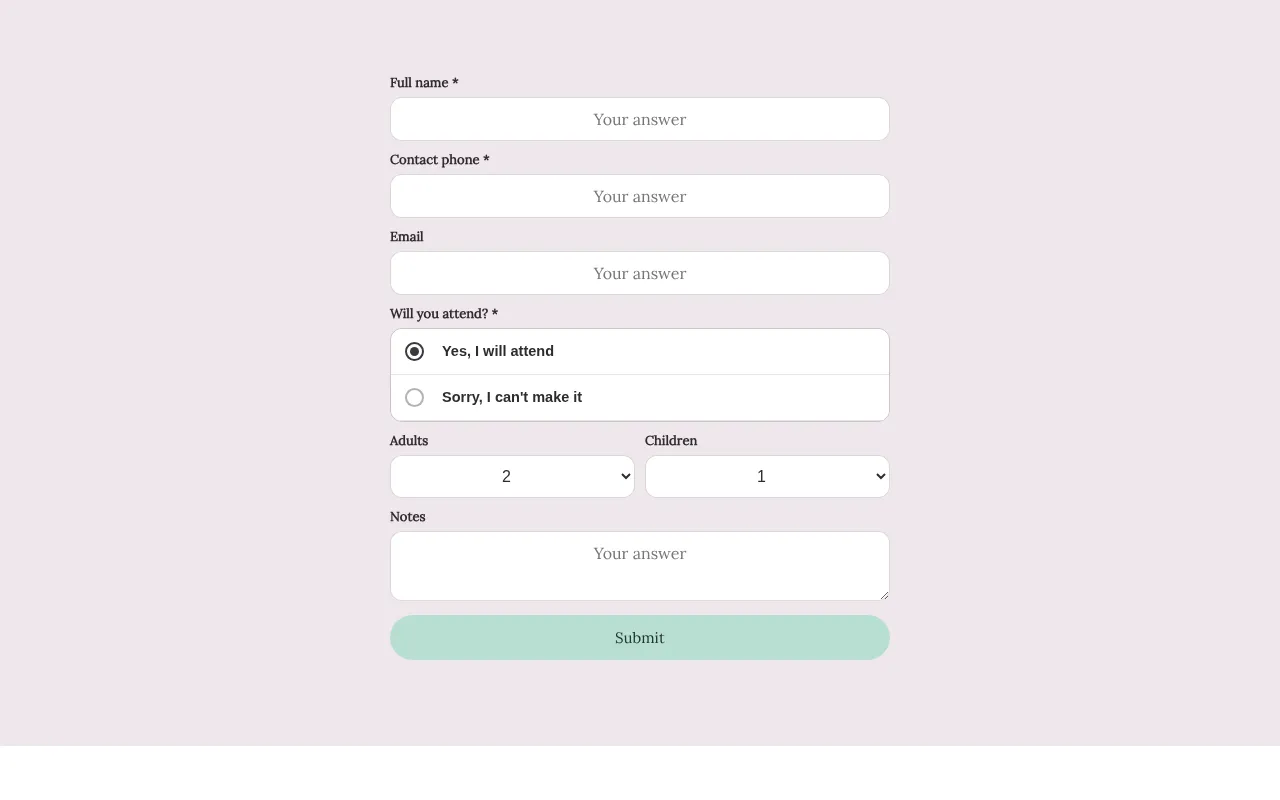 Full name *
Your answer
Contact phone *
Your answer
Email
Your answer
Will you attend? *
Yes, I will attend
Sorry, I can't make it
Adults Children
2 1
Notes
Your answer
Submit